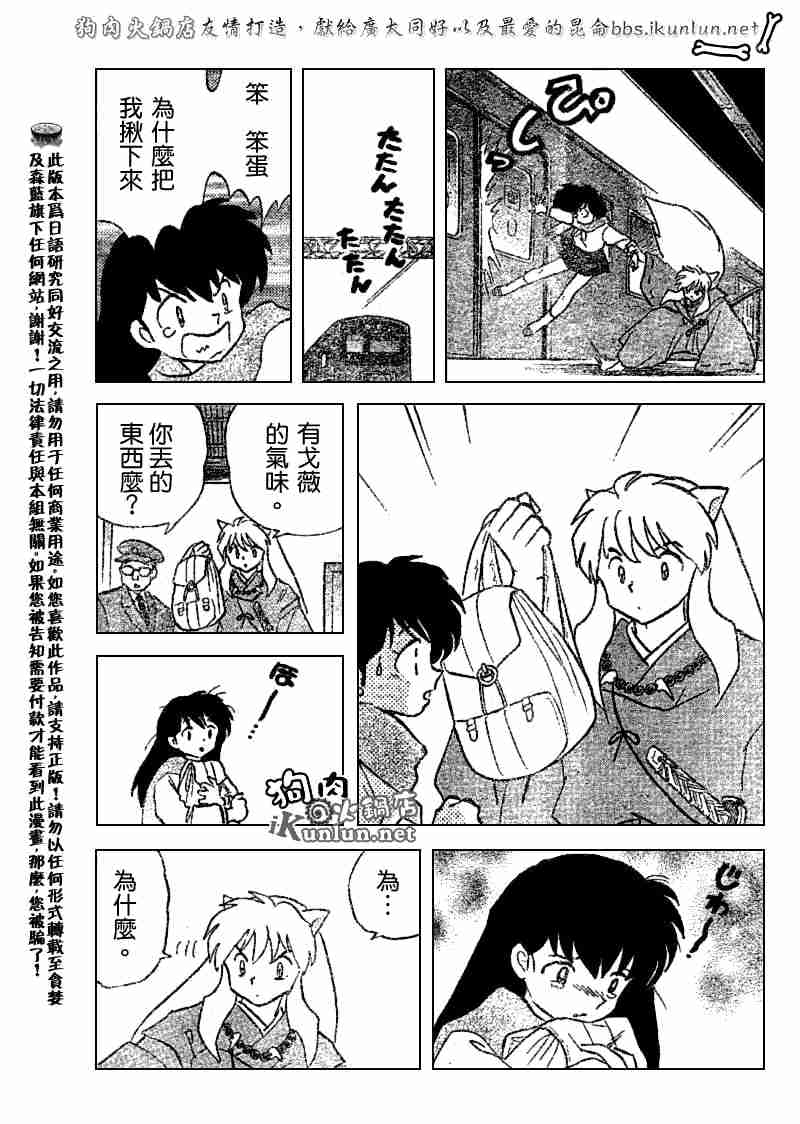 狗肉火鍋店友情打造，獻給廣大同好以及最愛的昆侖bbs.ikunlun.net
ぐいっ
たたん
たたん
たたん
笨 笨蛋
為什麼把
我揪下來
有戈薇
的氣味。
你丟的
東西麼？
ほーっ
狗肉火鍋店
iKunlun.net
じわ～っ
為…
為什麼。
此版本爲日語研究同好交流之用，請勿用于任何商業用途。如您喜歡此作品，請支持正版！請勿以任何形式轉載至貪婪
及森藍旗下任何網站，謝謝！一切法律責任與本組無關。如果您被告知需要付款才能看到此漫畫，那麼，您被騙了！